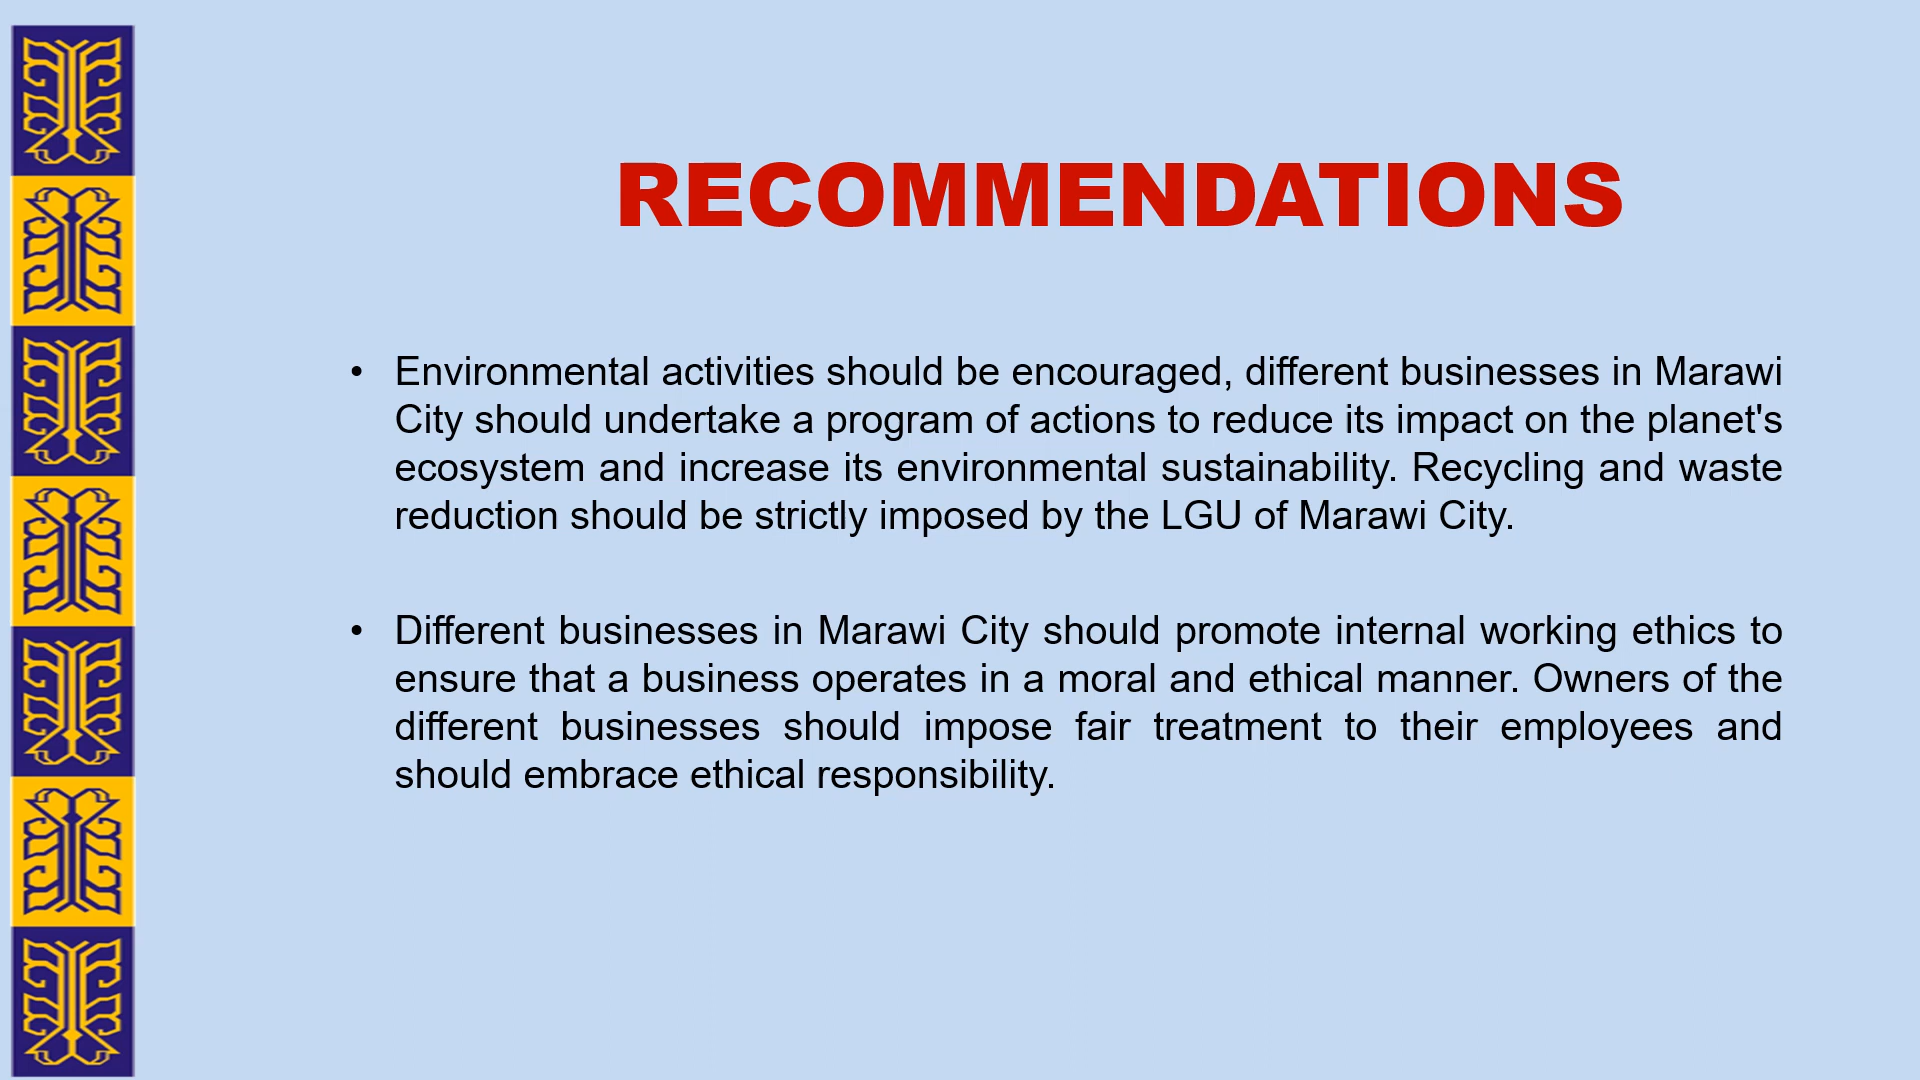 RECOMMENDATIONS
• Environmental activities should be encouraged, different businesses in Marawi
City should undertake a program of actions to reduce its impact on the planet's
ecosystem and increase its environmental sustainability. Recycling and waste
reduction should be strictly imposed by the LGU of Marawi City.
• Different businesses in Marawi City should promote internal working ethics to
ensure that a business operates in a moral and ethical manner. Owners of the
different businesses should impose fair treatment to their employees and
should embrace ethical responsibility.